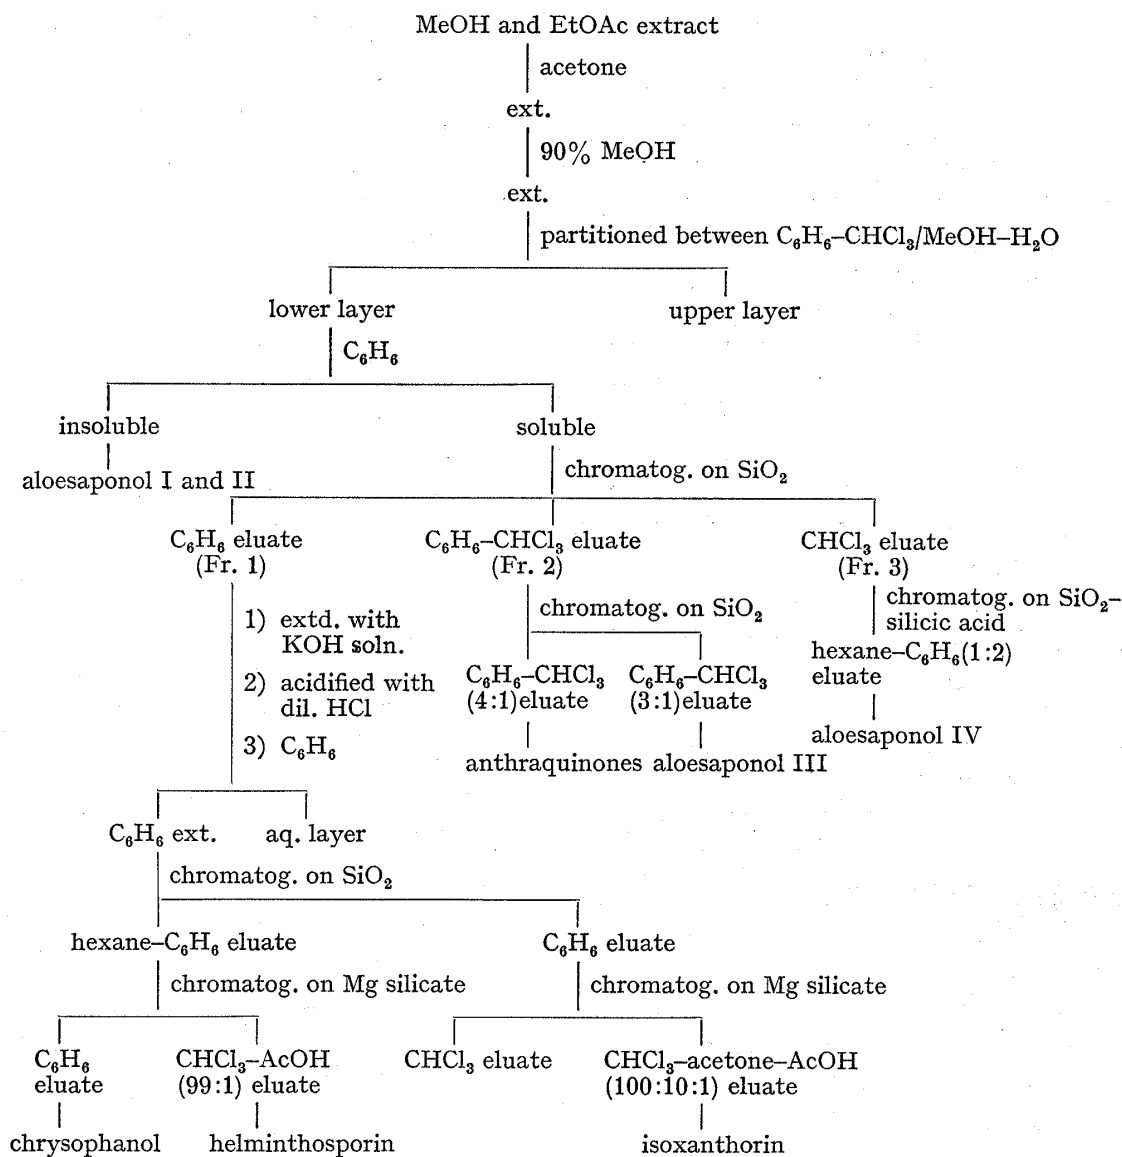 MeOH and EtOAc extract
acetone
ext.
90% MeOH
ext.
partitioned between C₆H₆–CHCl₃/MeOH–H₂O
lower layer
upper layer
C₆H₆
insoluble
soluble
aloesaponol I and II
chromatog. on SiO₂
C₆H₆ eluate
(Fr. 1)
C₆H₆–CHCl₃ eluate
(Fr. 2)
CHCl₃ eluate
(Fr. 3)
1) extd. with
KOH soln.
2) acidified with
dil. HCl
3) C₆H₆
chromatog. on SiO₂
C₆H₆–CHCl₃
(4:1)eluate
C₆H₆–CHCl₃
(3:1)eluate
anthraquinones
aloesaponol III
chromatog. on SiO₂–
silicic acid
hexane–C₆H₆(1:2)
eluate
aloesaponol IV
C₆H₆ ext.
aq. layer
chromatog. on SiO₂
hexane–C₆H₆ eluate
C₆H₆ eluate
chromatog. on Mg silicate
chromatog. on Mg silicate
C₆H₆
eluate
CHCl₃–AcOH
(99:1) eluate
CHCl₃ eluate
CHCl₃–acetone–AcOH
(100:10:1) eluate
chrysophanol
helminthosporin
isoxanthorin